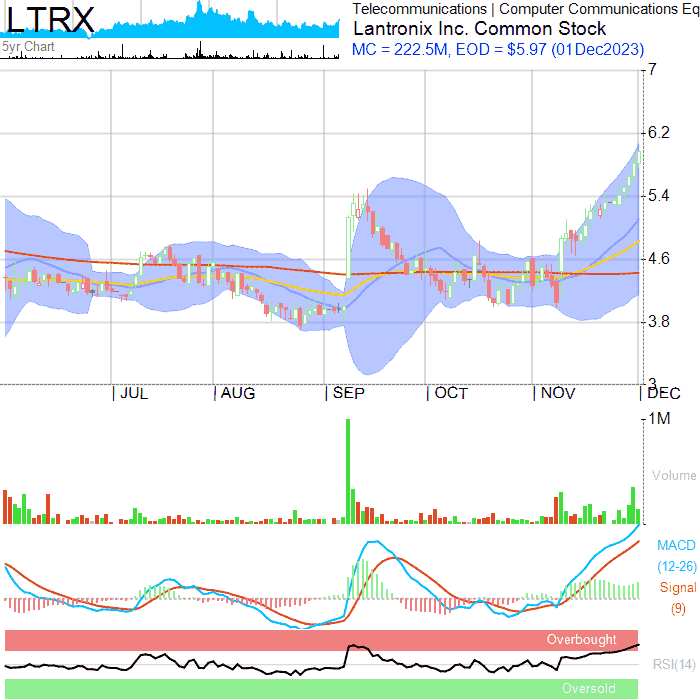 LTRX
5yr Chart
Telecommunications | Computer Communications Eq
Lantronix Inc. Common Stock
MC = 222.5M, EOD = $5.97 (01Dec2023)
7
6.2
5.4
4.6
3.8
3
JUL
AUG
SEP
OCT
NOV
DEC
1M
Volume
MACD
(12-26)
Signal
(9)
Overbought
RSI(14)
Oversold